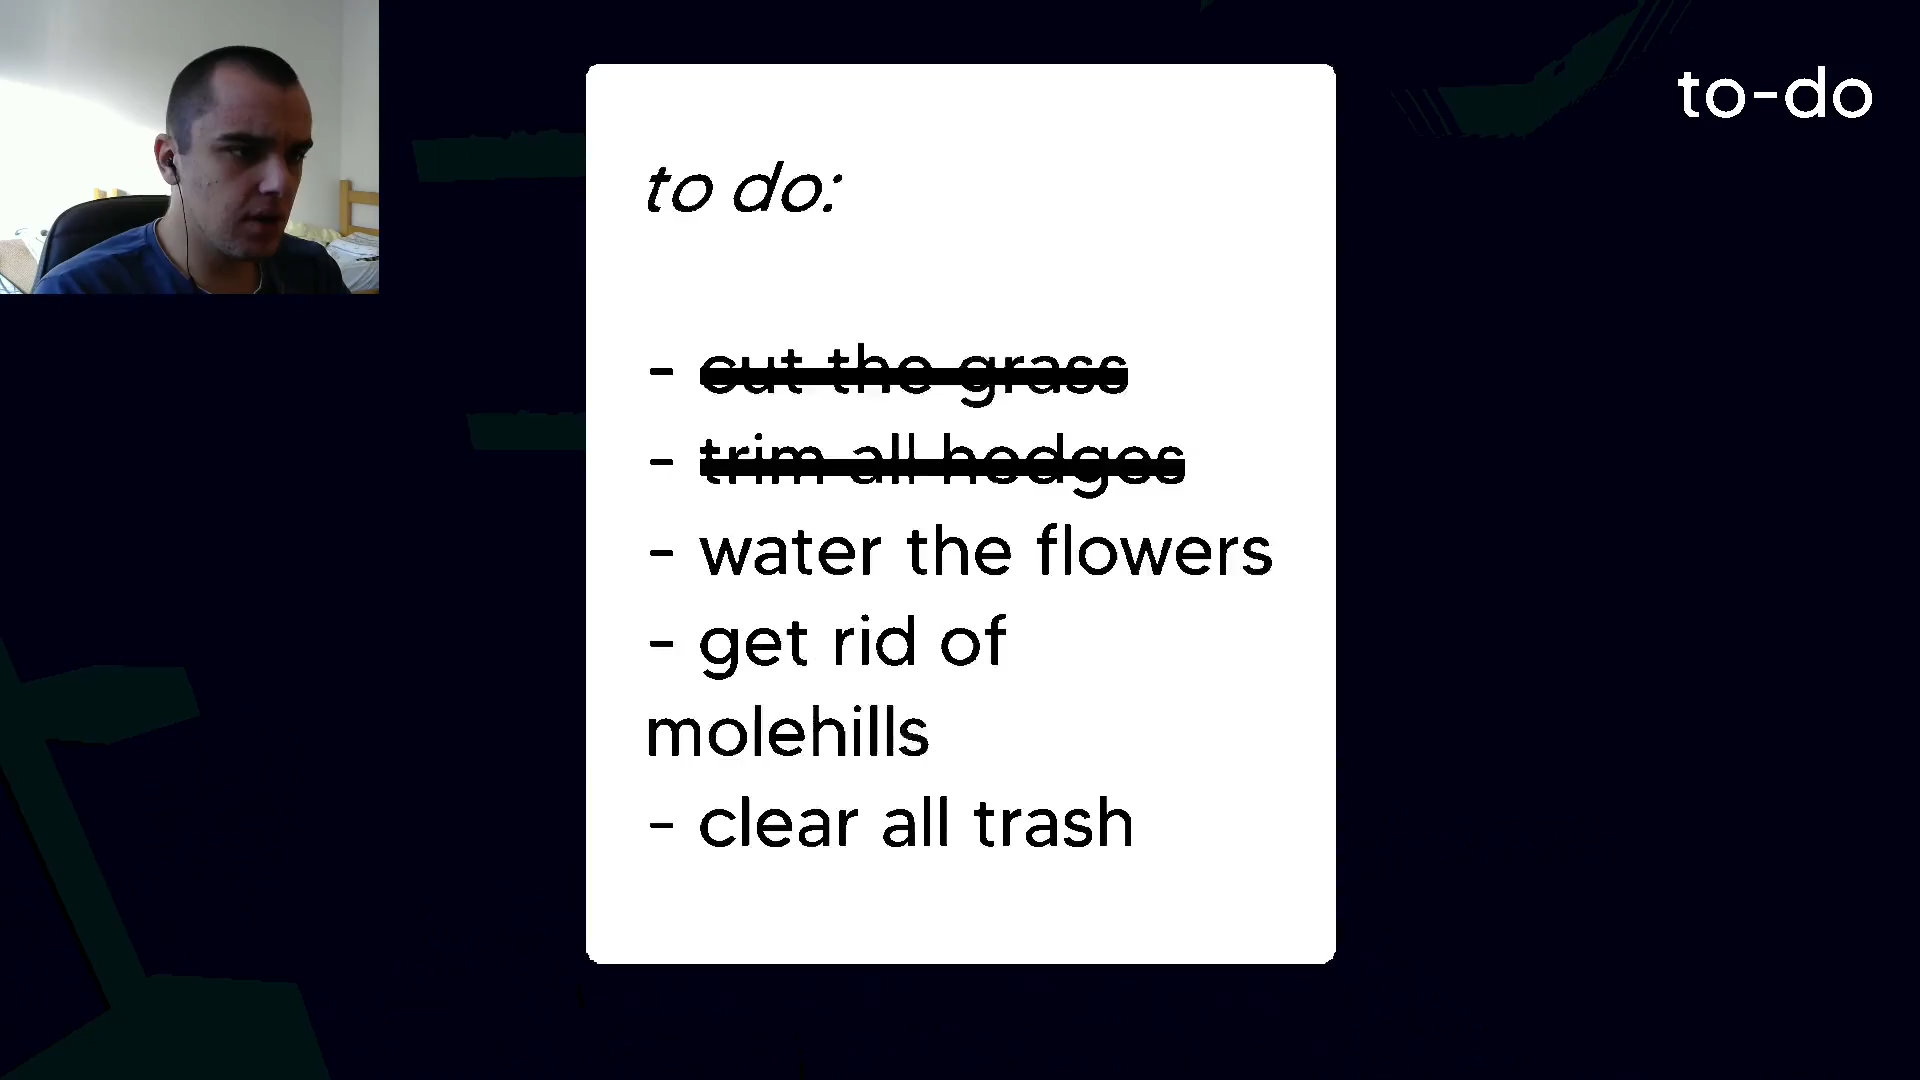 to-do
to do:
- cut the grass
- trim all hedges
- water the flowers
- get rid of
molehills
- clear all trash